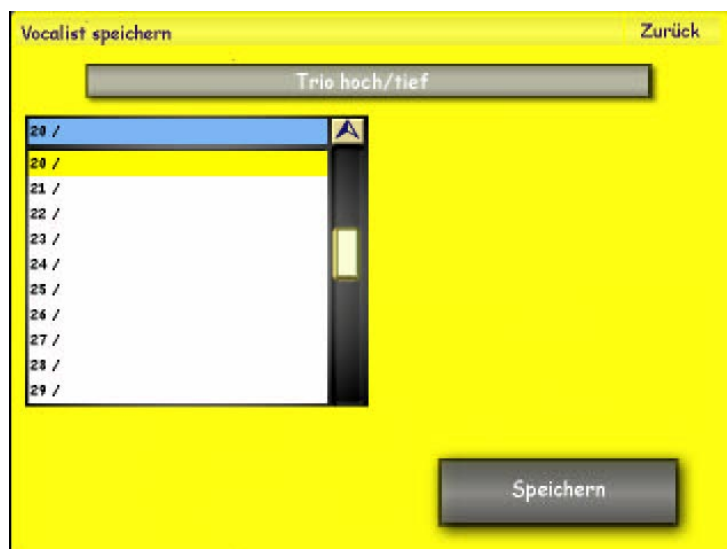 Vocalist speichern
Zurück
Trio hoch/tief
20 /
20 /
21 /
22 /
23 /
24 /
25 /
26 /
27 /
28 /
29 /
Speichern